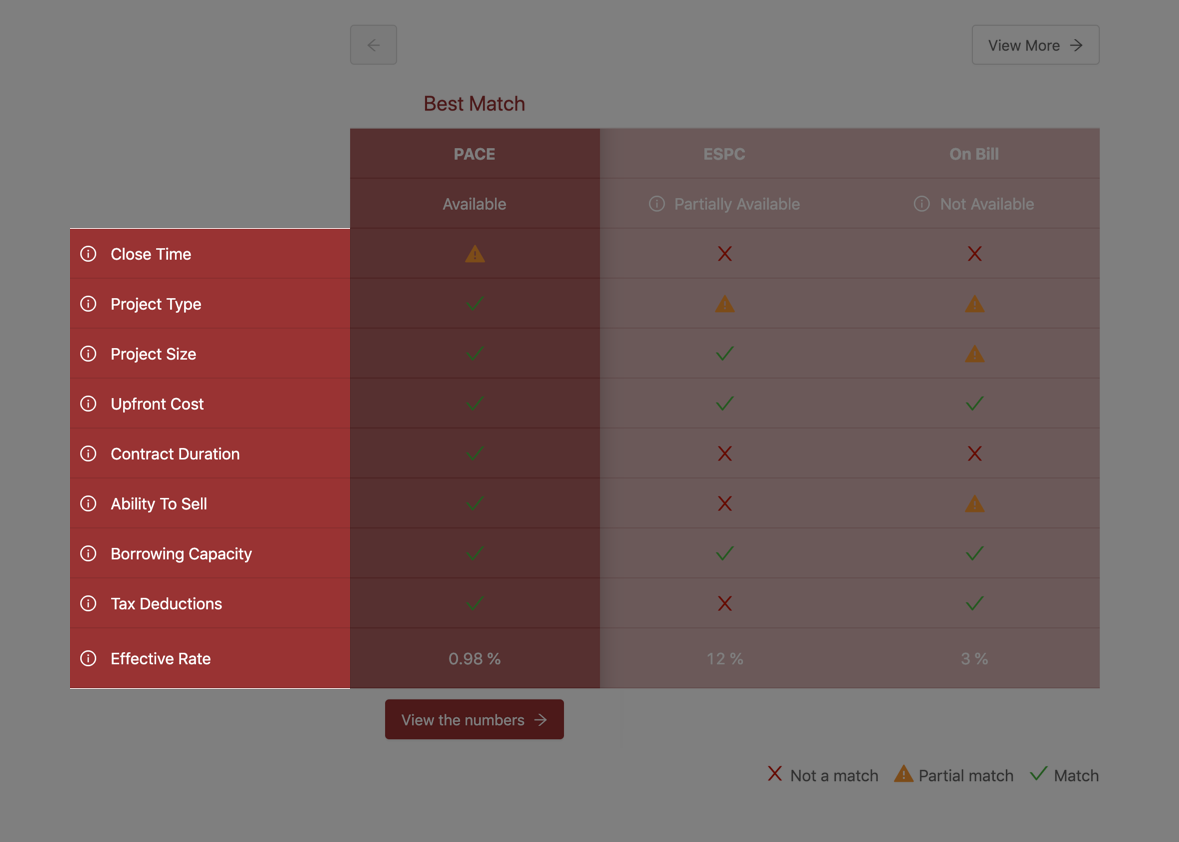 View More
Best Match
PACE ESPC On Bill
Available Partially Available Not Available
Close Time
Project Type
Project Size
Upfront Cost
Contract Duration
Ability To Sell
Borrowing Capacity
Tax Deductions
Effective Rate 0.98 % 12 % 3 %
View the numbers
Not a match Partial match Match